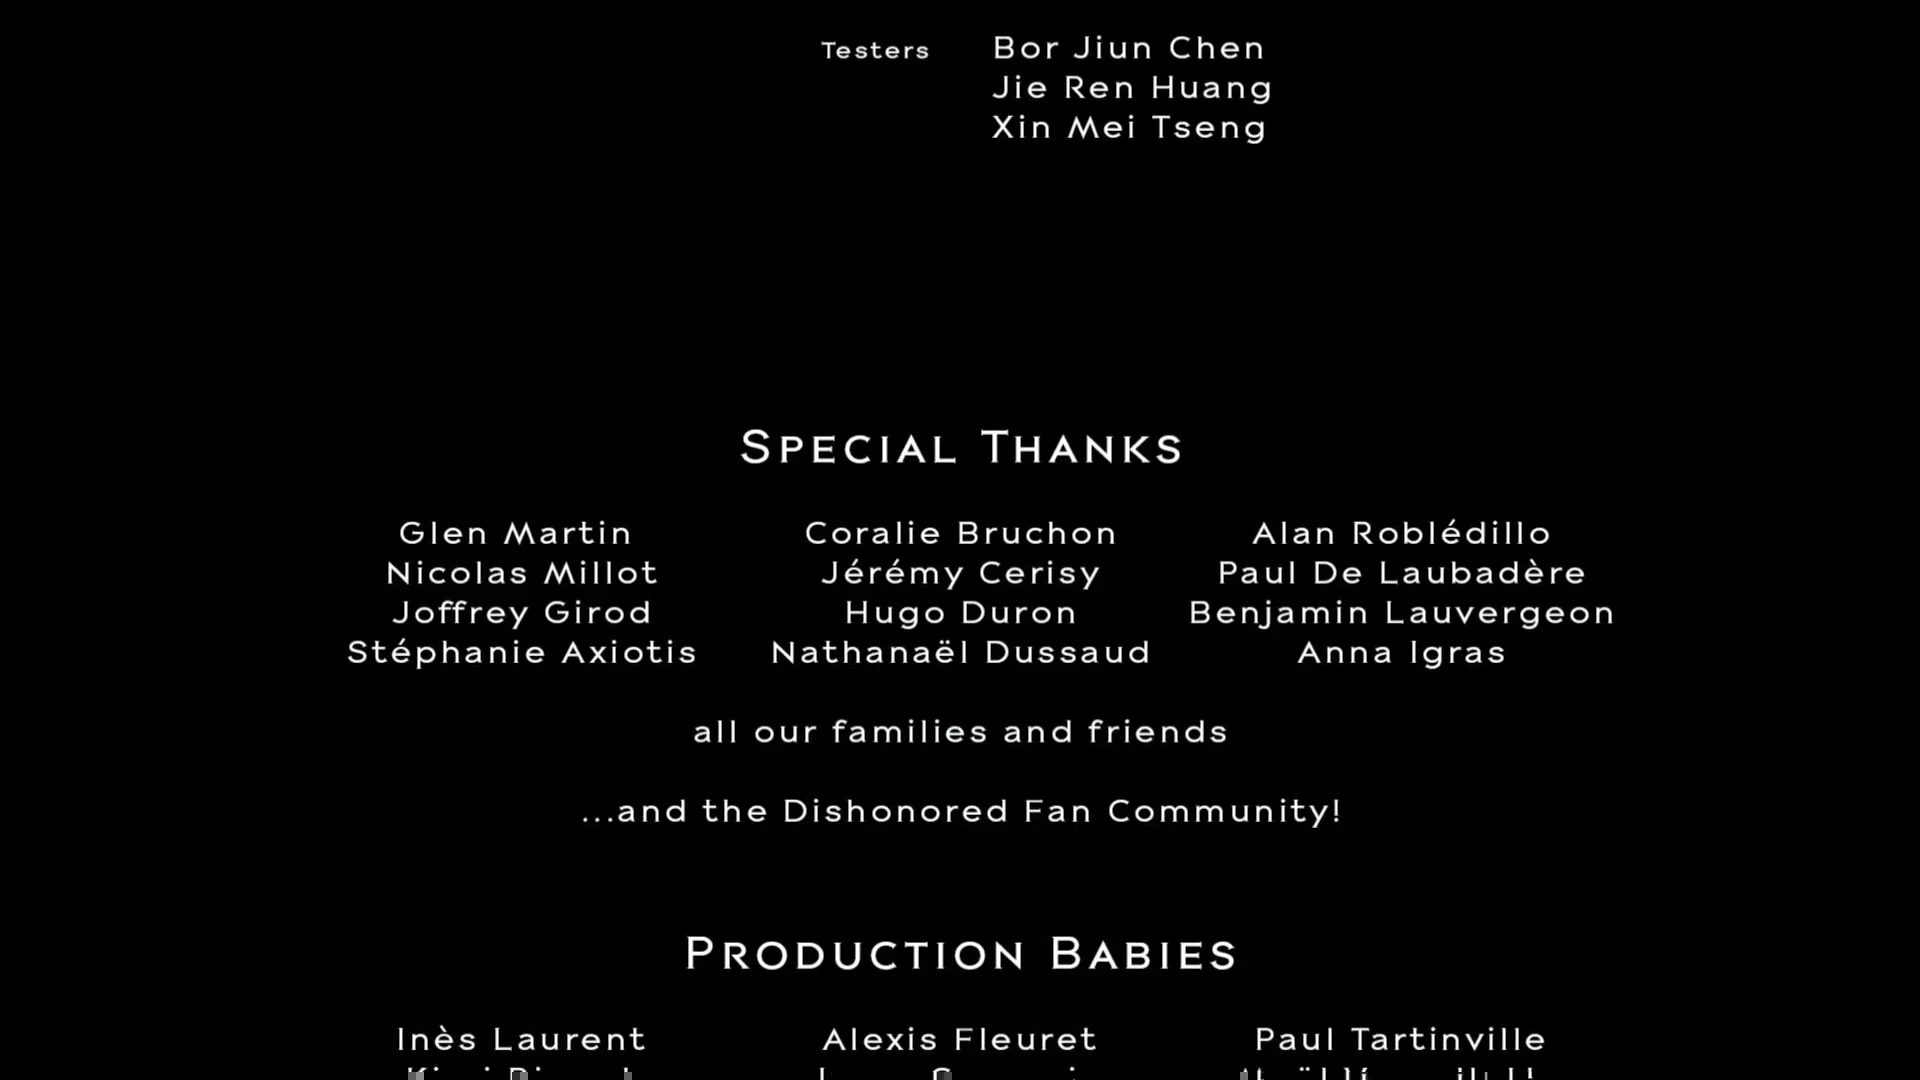 Testers Bor Jiun Chen
Jie Ren Huang
Xin Mei Tseng
Special Thanks
Glen Martin Coralie Bruchon Alan Roblédillo
Nicolas Millot Jérémy Cerisy Paul De Laubadère
Joffrey Girod Hugo Duron Benjamin Lauvergeon
Stéphanie Axiotis Nathanaël Dussaud Anna Igras
all our families and friends
...and the Dishonored Fan Community!
Production Babies
Inès Laurent Alexis Fleuret Paul Tartinville